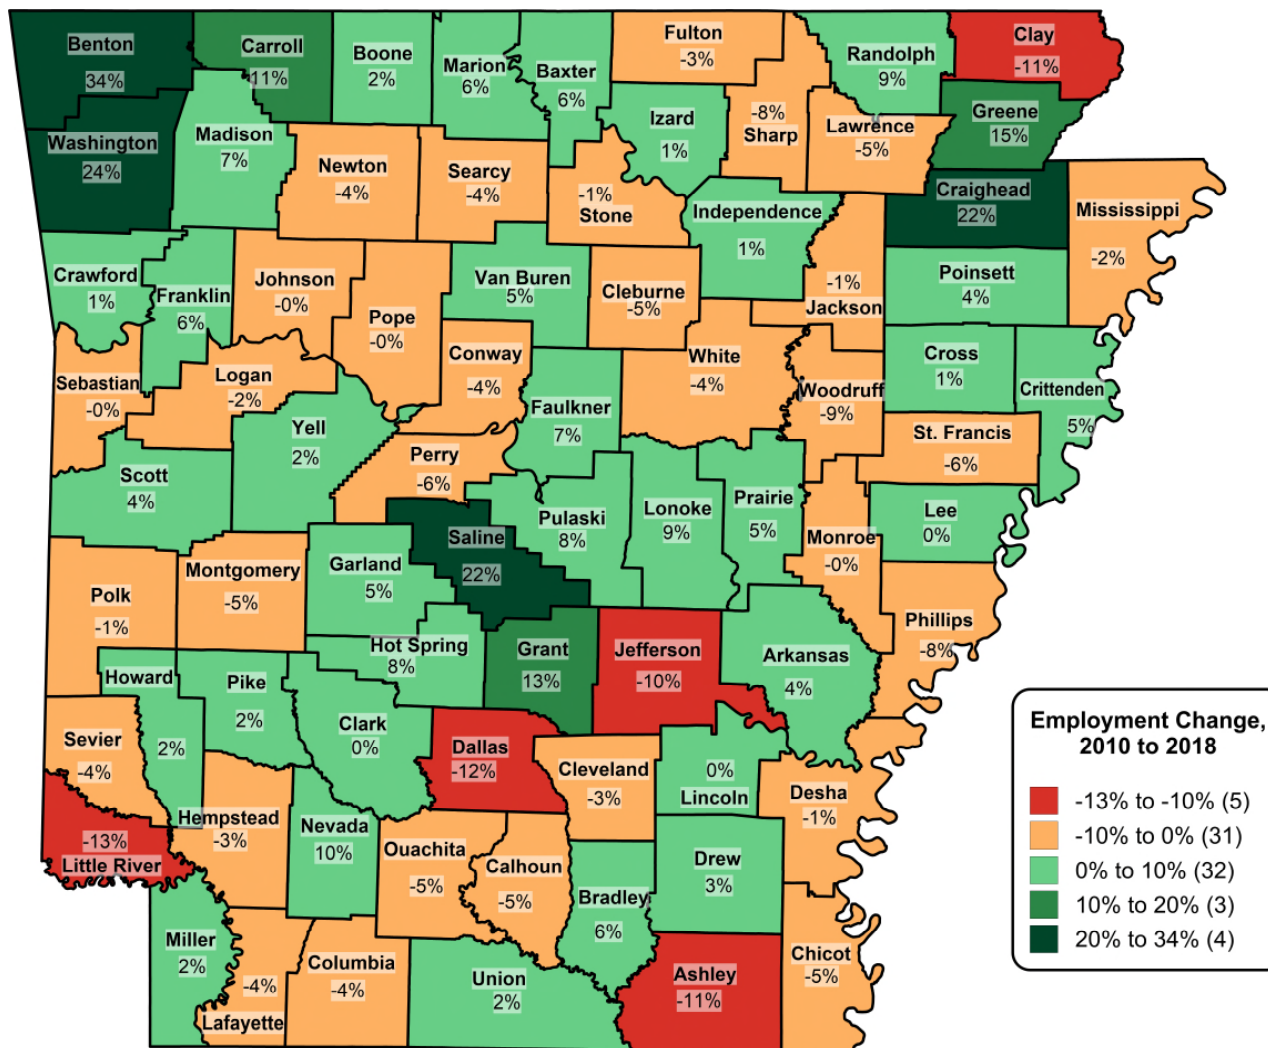 Benton
34%
Carroll
11%
Boone
2%
Marion
6%
Baxter
6%
Fulton
-3%
Randolph
9%
Clay
-11%
Washington
24%
Madison
7%
Newton
-4%
Searcy
-4%
-1%
Stone
Izard
1%
-8%
Sharp
Lawrence
-5%
Greene
15%
Craighead
22%
Mississippi
-2%
Independence
1%
-1%
Jackson
Poinsett
4%
Crawford
1%
Franklin
6%
Johnson
-0%
Pope
-0%
Van Buren
5%
Cleburne
-5%
White
-4%
Woodruff
-9%
Cross
1%
Crittenden
5%
Sebastian
-0%
Logan
-2%
Conway
-4%
Faulkner
7%
St. Francis
-6%
Yell
2%
Perry
-6%
Scott
4%
Saline
22%
Pulaski
8%
Lonoke
9%
Prairie
5%
Monroe
-0%
Lee
0%
Polk
-1%
Montgomery
-5%
Garland
5%
Hot Spring
8%
Grant
13%
Jefferson
-10%
Arkansas
4%
Phillips
-8%
Howard
2%
Pike
2%
Clark
0%
Dallas
-12%
Cleveland
-3%
0%
Lincoln
Desha
-1%
Sevier
-4%
-13%
Little River
Hempstead
-3%
Nevada
10%
Ouachita
-5%
Calhoun
-5%
Bradley
6%
Drew
3%
Miller
2%
-4%
Lafayette
Columbia
-4%
Union
2%
Ashley
-11%
Chicot
-5%
Employment Change,
2010 to 2018
-13% to -10% (5)
-10% to 0% (31)
0% to 10% (32)
10% to 20% (3)
20% to 34% (4)